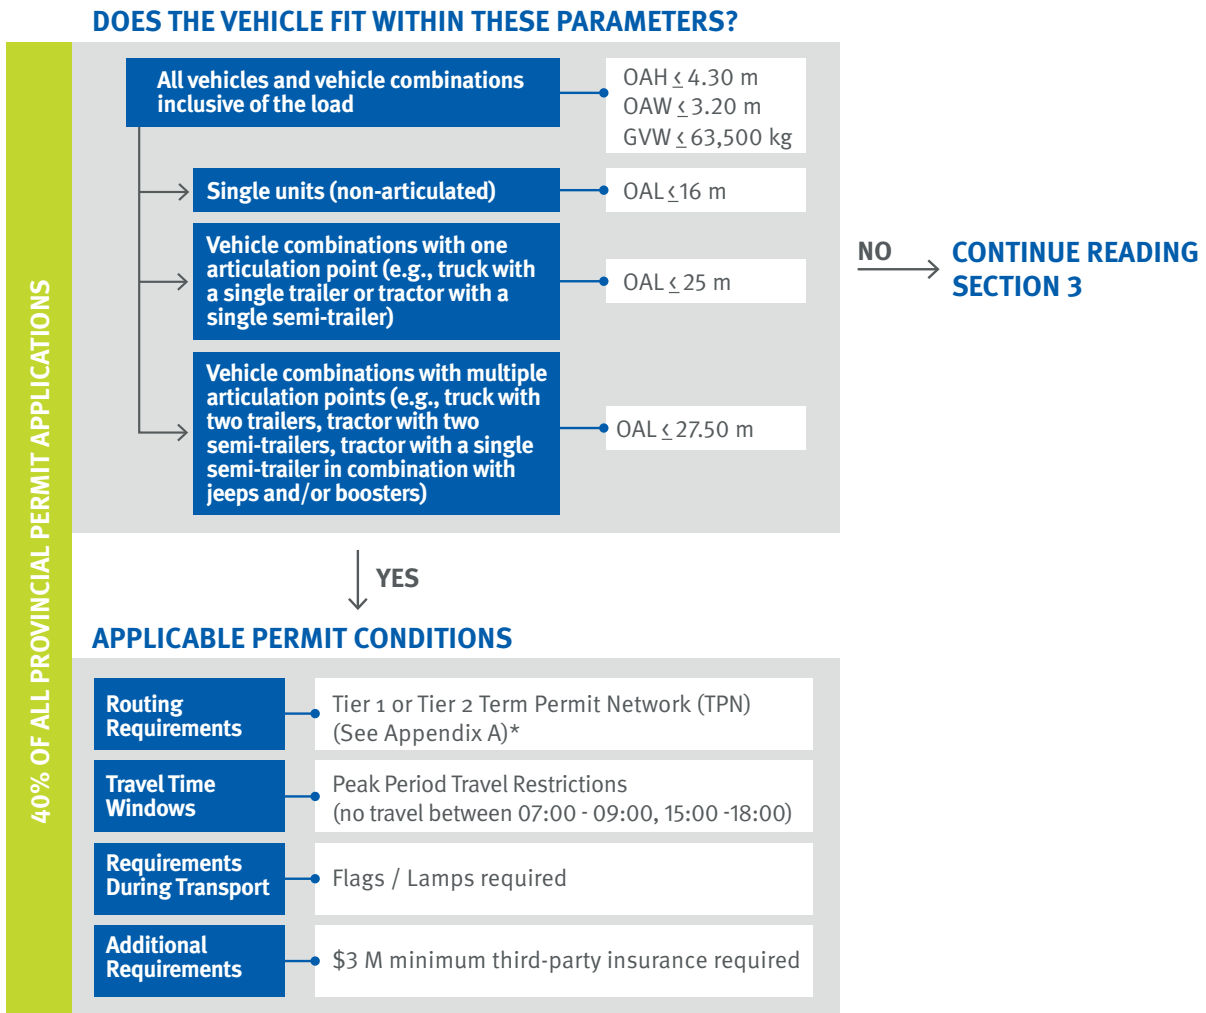 DOES THE VEHICLE FIT WITHIN THESE PARAMETERS?
40% OF ALL PROVINCIAL PERMIT APPLICATIONS
All vehicles and vehicle combinations
inclusive of the load
OAH ≤ 4.30 m
OAW ≤ 3.20 m
GVW ≤ 63,500 kg
Single units (non-articulated)
OAL ≤ 16 m
Vehicle combinations with one
articulation point (e.g., truck with
a single trailer or tractor with a
single semi-trailer)
OAL ≤ 25 m
Vehicle combinations with multiple
articulation points (e.g., truck with
two trailers, tractor with two
semi-trailers, tractor with a single
semi-trailer in combination with
jeeps and/or boosters)
OAL ≤ 27.50 m
NO
CONTINUE READING
SECTION 3
YES
APPLICABLE PERMIT CONDITIONS
Routing
Requirements
Tier 1 or Tier 2 Term Permit Network (TPN)
(See Appendix A)*
Travel Time
Windows
Peak Period Travel Restrictions
(no travel between 07:00 - 09:00, 15:00 -18:00)
Requirements
During Transport
Flags / Lamps required
Additional
Requirements
$3 M minimum third-party insurance required